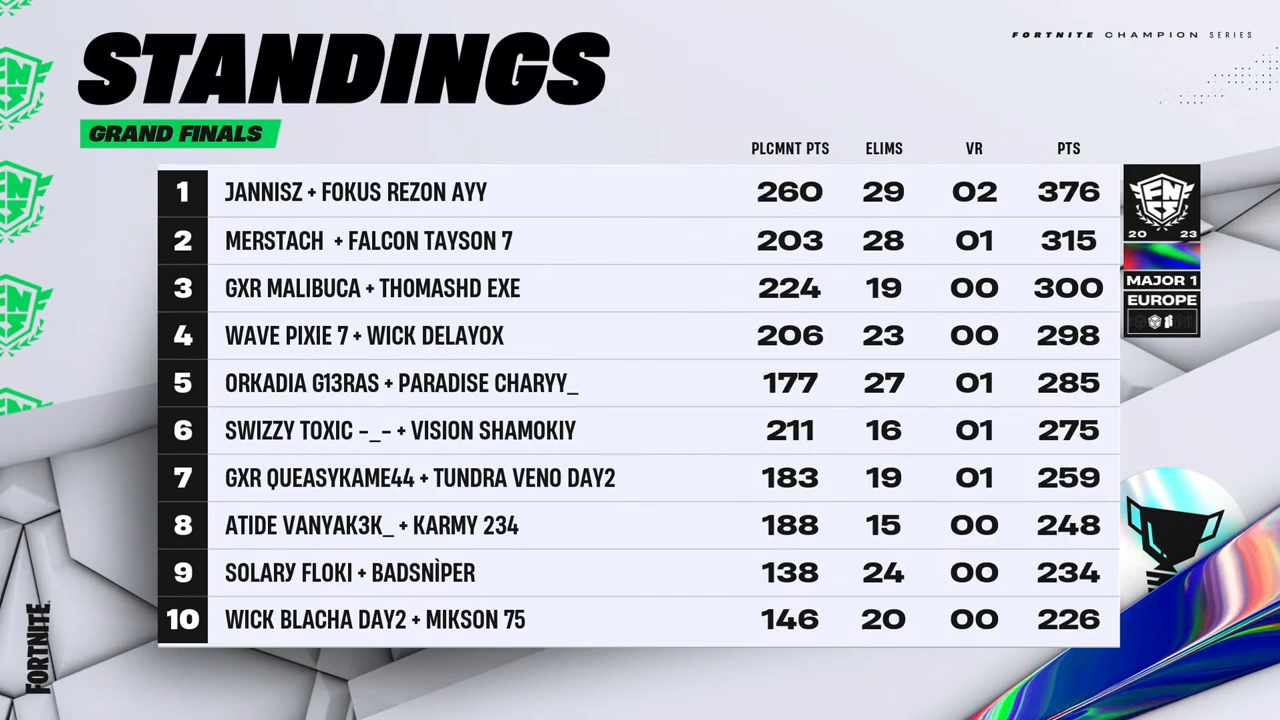 STANDINGS
FORTNITE CHAMPION SERIES
GRAND FINALS
PLCMNT PTS ELIMS VR PTS
1 JANNISZ + FOKUS REZON AYY 260 29 02 376
2 MERSTACH + FALCON TAYSON 7 203 28 01 315
3 GXR MALIBUCA + THOMASHD EXE 224 19 00 300
4 WAVE PIXIE 7 + WICK DELAYOX 206 23 00 298
5 ORKADIA G13RAS + PARADISE CHARYY_ 177 27 01 285
6 SWIZZY TOXIC -_- + VISION SHAMOKIY 211 16 01 275
7 GXR QUEASYKAME44 + TUNDRA VENO DAY2 183 19 01 259
8 ATIDE VANYAK3K_ + KARMY 234 188 15 00 248
9 SOLARY FLOKI + BADSNÌPER 138 24 00 234
10 WICK BLACHA DAY2 + MIKSON 75 146 20 00 226
FNCS
20 23
MAJOR 1
EUROPE
FORTNITE